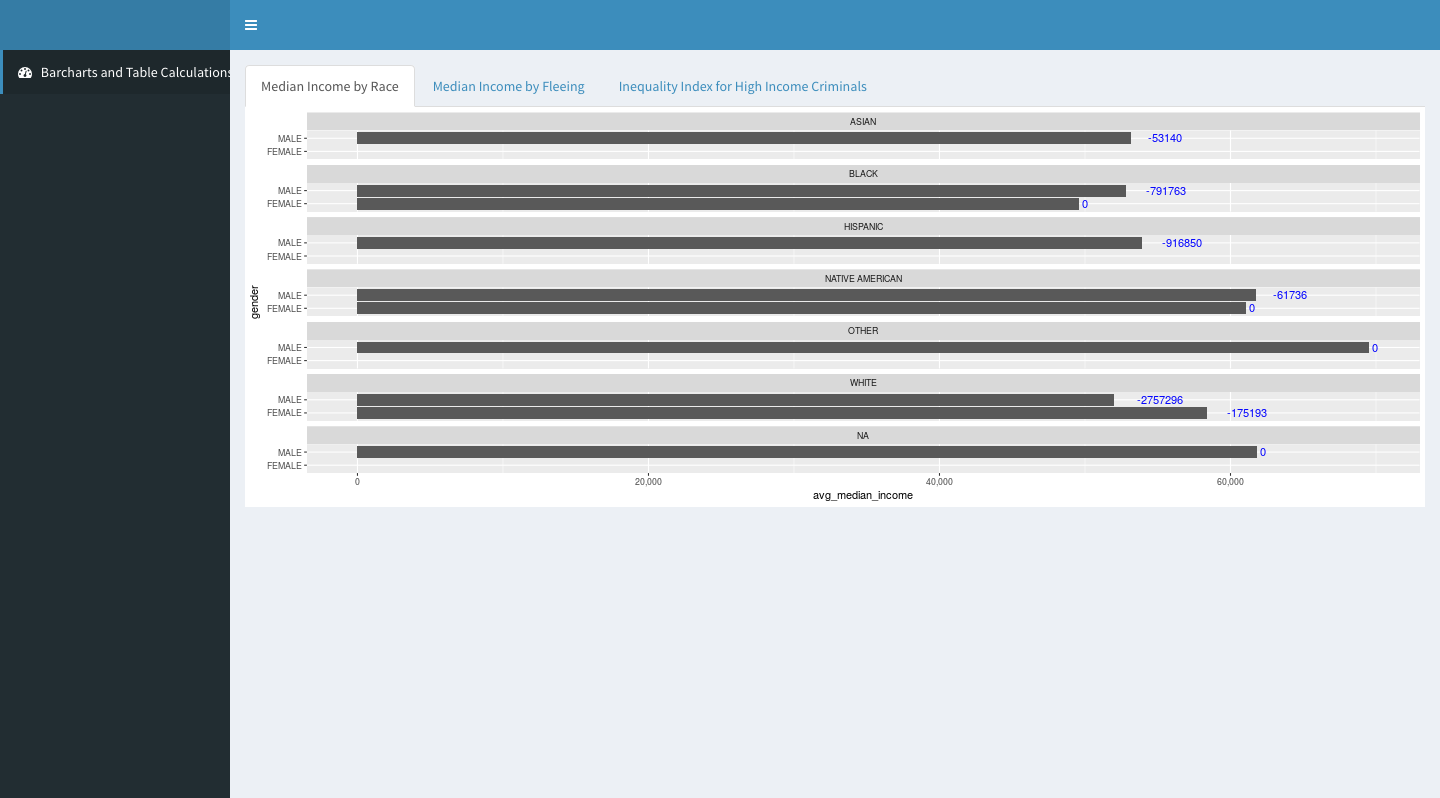 Barcharts and Table Calculations
Median Income by Race
Median Income by Fleeing
Inequality Index for High Income Criminals
ASIAN
MALE -53140
FEMALE
BLACK
MALE -791763
FEMALE 0
HISPANIC
MALE -916850
FEMALE
NATIVE AMERICAN
MALE -61736
FEMALE 0
OTHER
MALE 0
FEMALE
WHITE
MALE -2757296
FEMALE -175193
NA
MALE 0
FEMALE
gender
0 20,000 40,000 60,000
avg_median_income